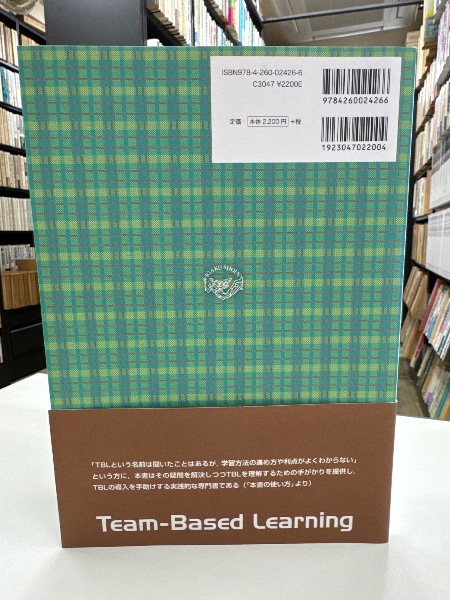 ISBN978-4-260-02426-6
C3047 ¥2200E
定価 本体 2,200円 +税
9784260024266
1923047022004
IGAKU-SHOIN
「TBLという名前は聞いたことはあるが，学習方法の進め方や利点がよくわからない」
という方に，本書はその疑問を解決しつつTBLを理解するための手がかりを提供し，
TBLの導入を手助けする実践的な専門書である（「本書の使い方」より）
Team-Based Learning